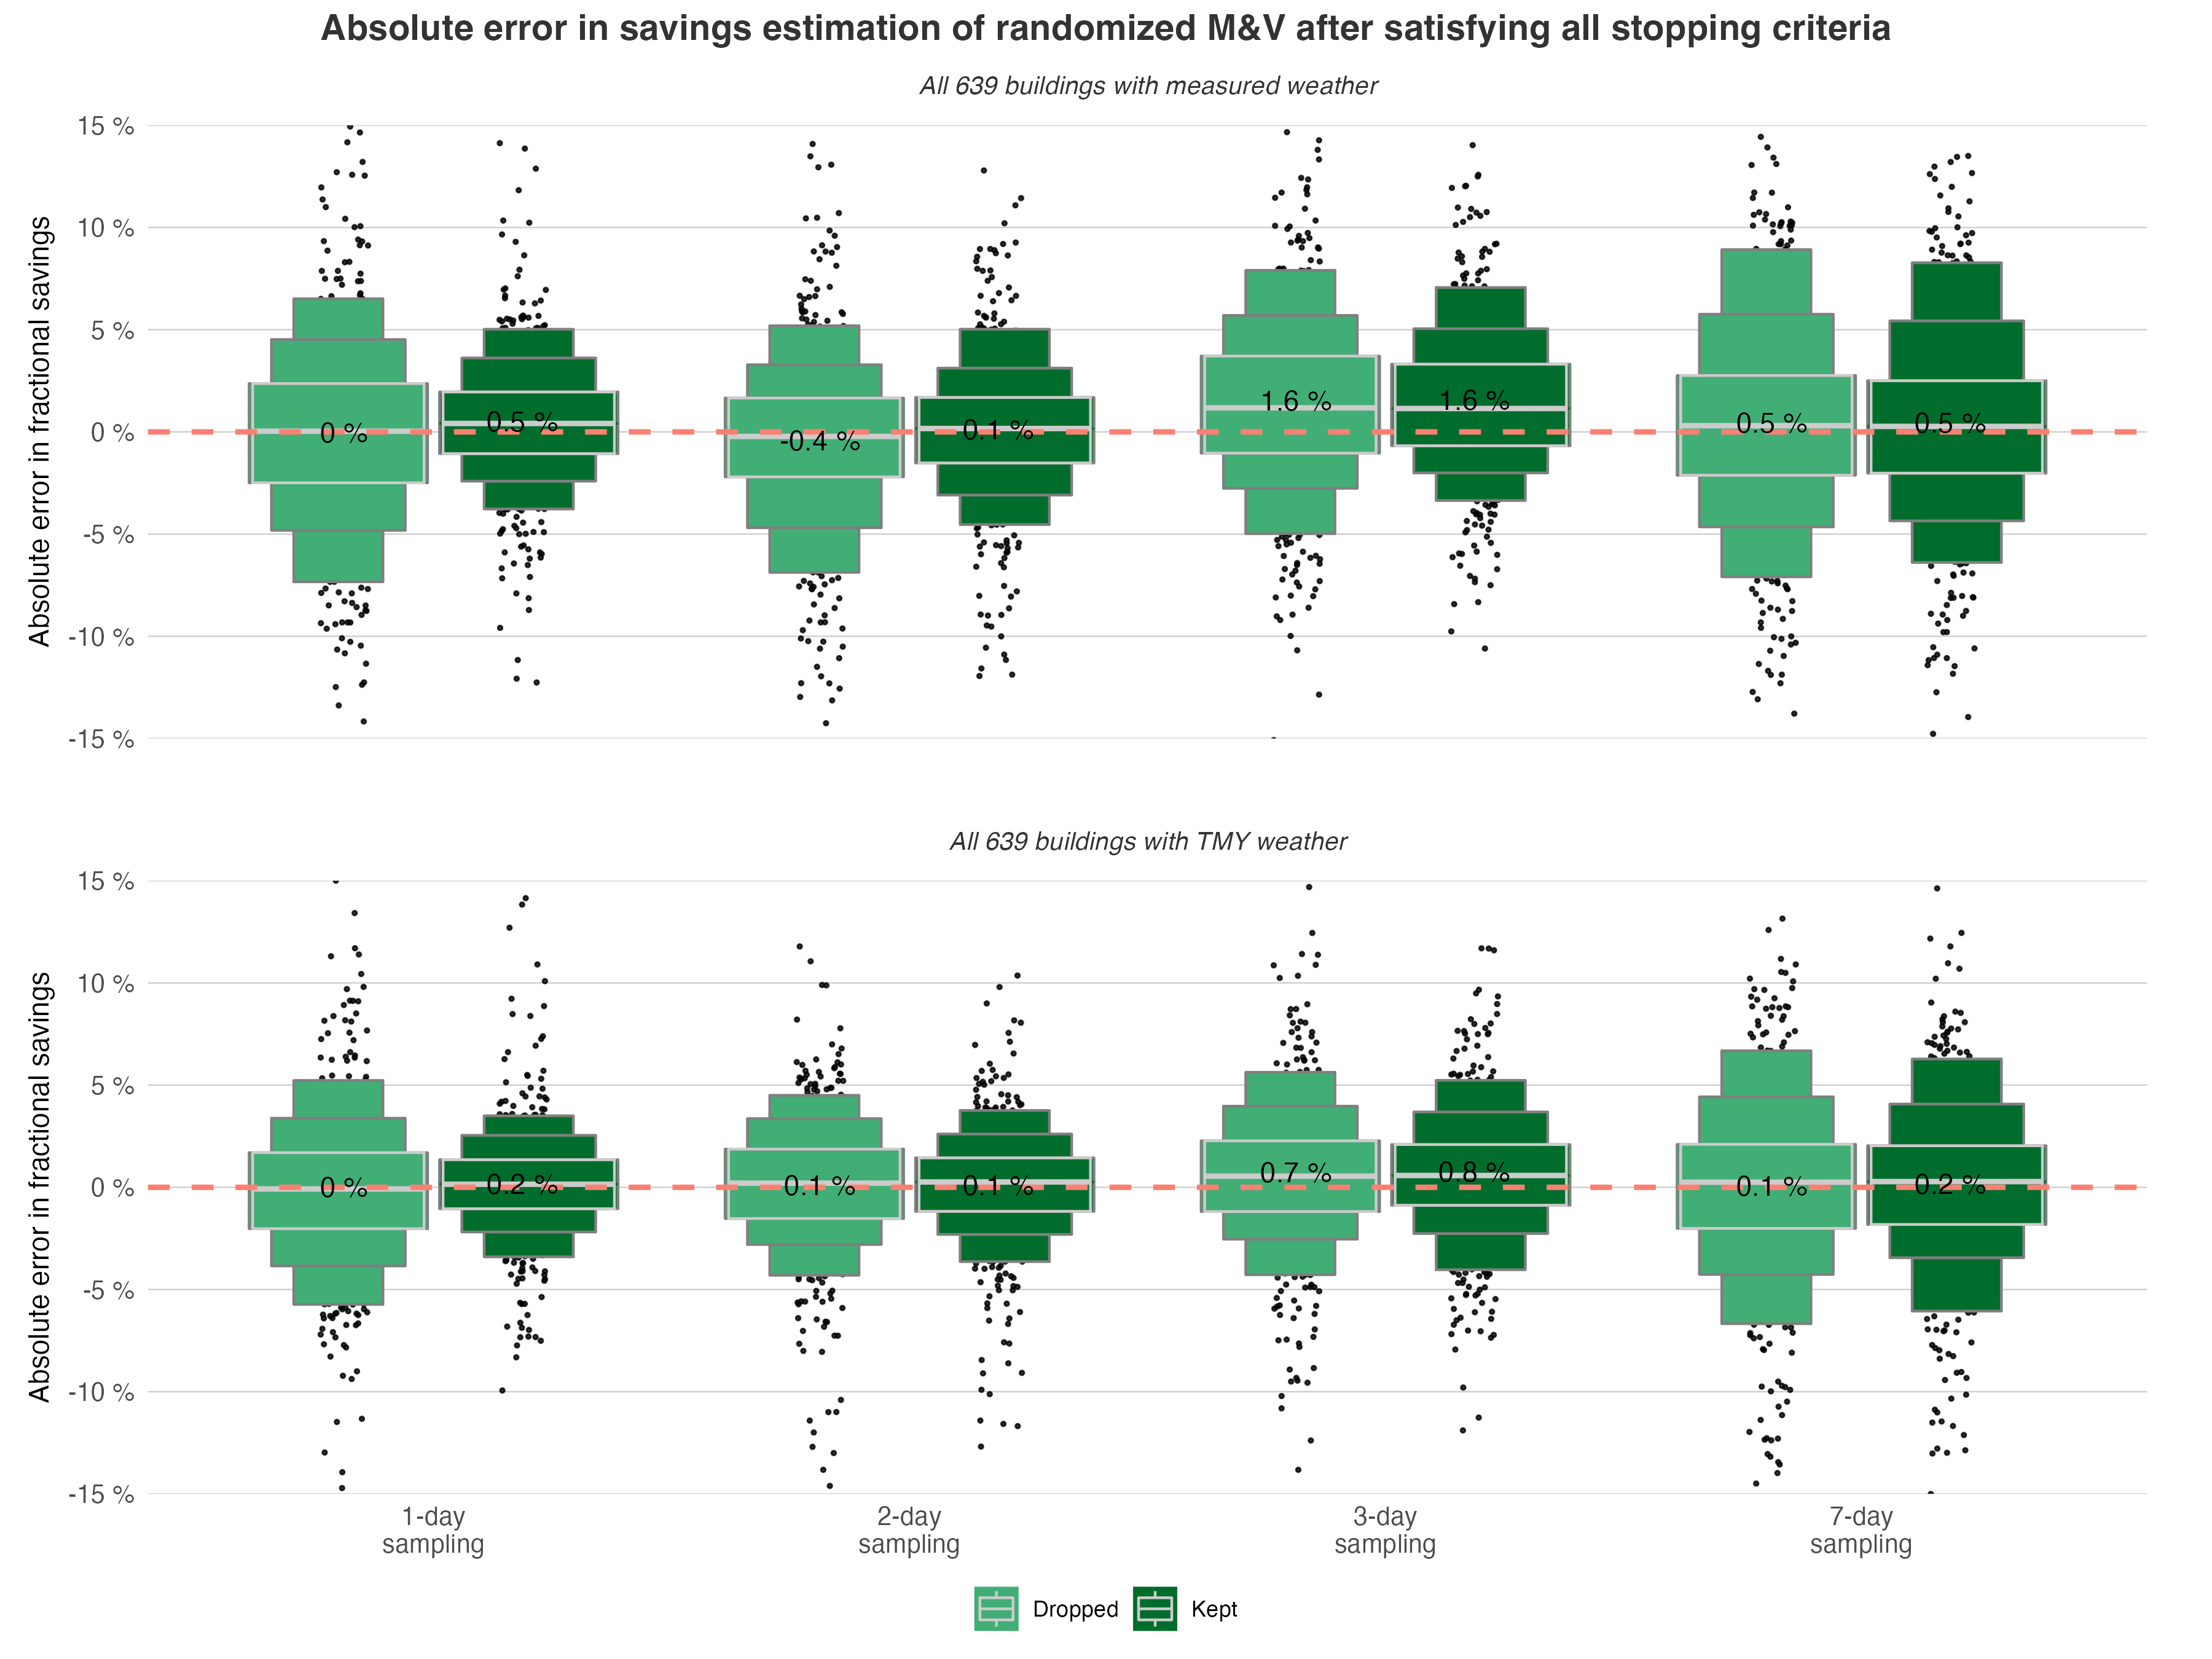 Absolute error in savings estimation of randomized M&V after satisfying all stopping criteria
All 639 buildings with measured weather
Absolute error in fractional savings
15 %
10 %
5 %
0 %
-5 %
-10 %
-15 %
0 %
0.5 %
-0.4 %
0.1 %
1.6 %
1.6 %
0.5 %
0.5 %
All 639 buildings with TMY weather
Absolute error in fractional savings
15 %
10 %
5 %
0 %
-5 %
-10 %
-15 %
0 %
0.2 %
0.1 %
0.1 %
0.7 %
0.8 %
0.1 %
0.2 %
1-day
sampling
2-day
sampling
3-day
sampling
7-day
sampling
Dropped
Kept